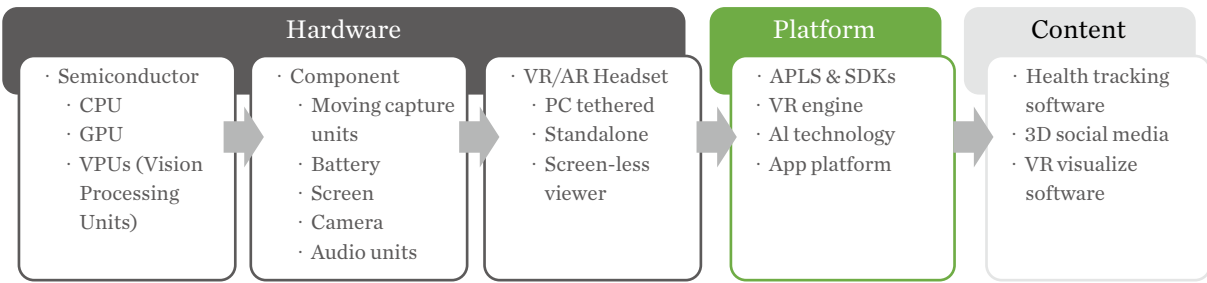 Hardware
· Semiconductor
· CPU
· GPU
· VPUs (Vision
Processing
Units)
· Component
· Moving capture
units
· Battery
· Screen
· Camera
· Audio units
· VR/AR Headset
· PC tethered
· Standalone
· Screen-less
viewer
Platform
· APLS & SDKs
· VR engine
· Al technology
· App platform
Content
· Health tracking
software
· 3D social media
· VR visualize
software